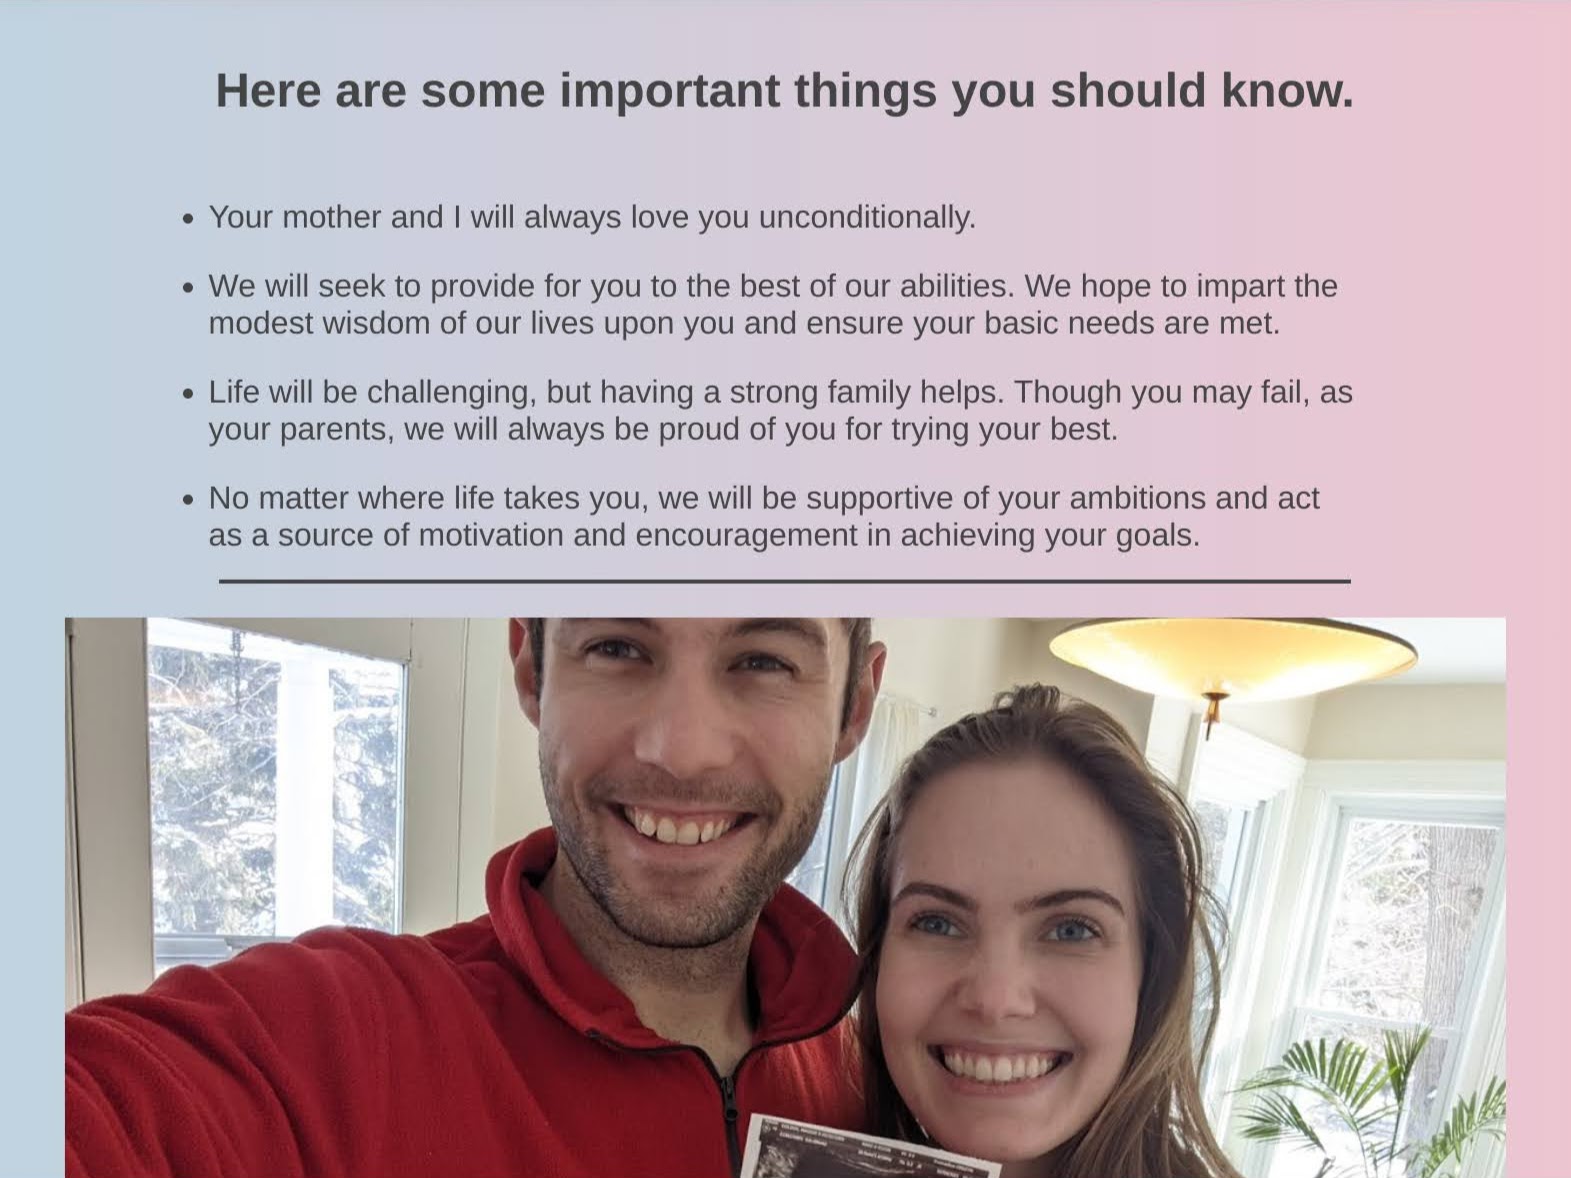 Here are some important things you should know.
• Your mother and I will always love you unconditionally.
• We will seek to provide for you to the best of our abilities. We hope to impart the
modest wisdom of our lives upon you and ensure your basic needs are met.
• Life will be challenging, but having a strong family helps. Though you may fail, as
your parents, we will always be proud of you for trying your best.
• No matter where life takes you, we will be supportive of your ambitions and act
as a source of motivation and encouragement in achieving your goals.